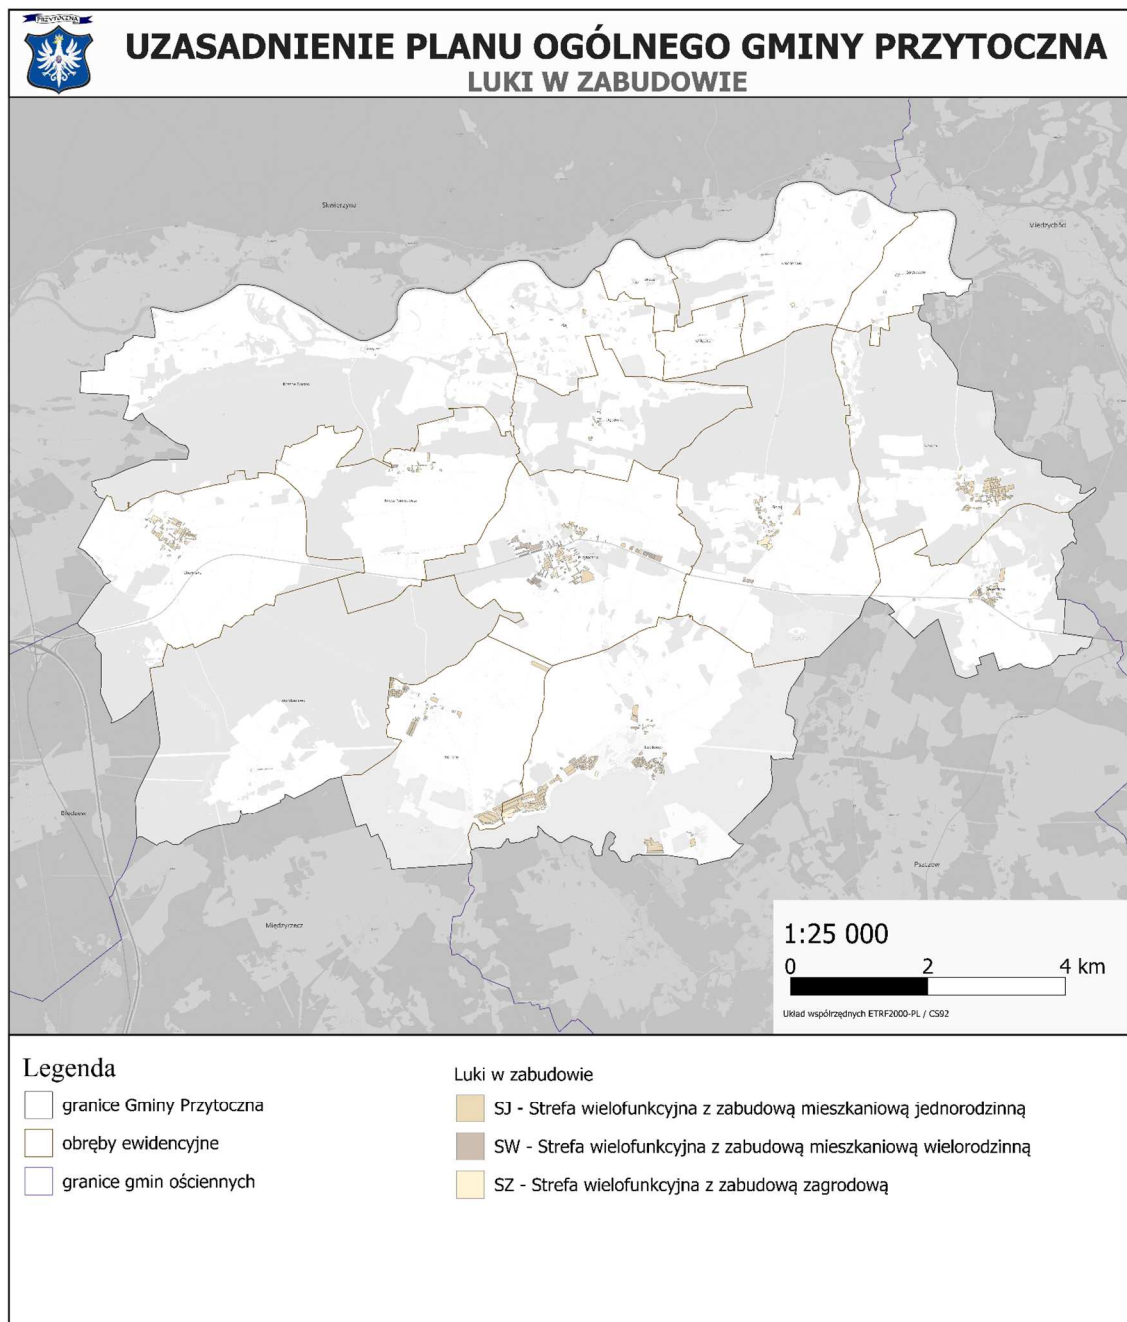 PRZYTOCZNA
UZASADNIENIE PLANU OGÓLNEGO GMINY PRZYTOCZNA
LUKI W ZABUDOWIE
Skwierzyna
Międzychód
Przytoczna
Bledzew
Międzyrzecz
Pszczew
1:25 000
0 2 4 km
Układ współrzędnych ETRF2000-PL / CS92
Legenda
granice Gminy Przytoczna
obręby ewidencyjne
granice gmin ościennych
Luki w zabudowie
SJ - Strefa wielofunkcyjna z zabudową mieszkaniową jednorodzinną
SW - Strefa wielofunkcyjna z zabudową mieszkaniową wielorodzinną
SZ - Strefa wielofunkcyjna z zabudową zagrodową